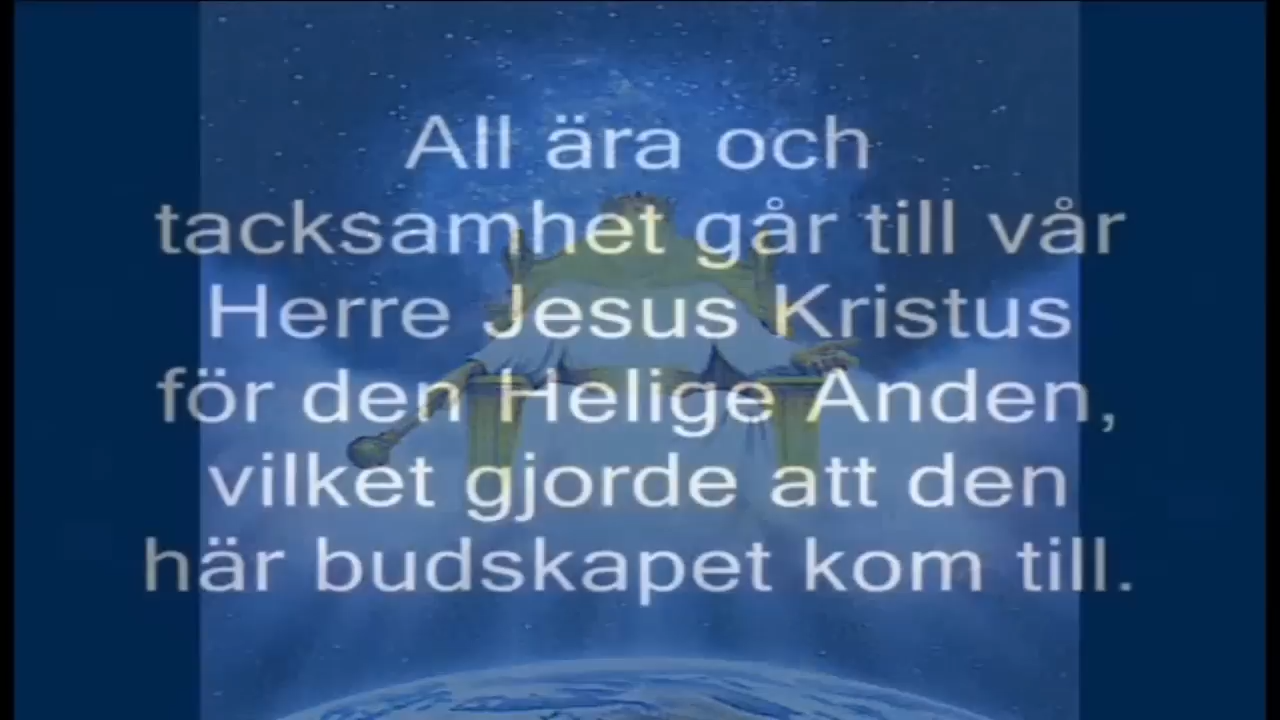 All ära och
tacksamhet går till vår
Herre Jesus Kristus
för den Helige Anden,
vilket gjorde att den
här budskapet kom till.